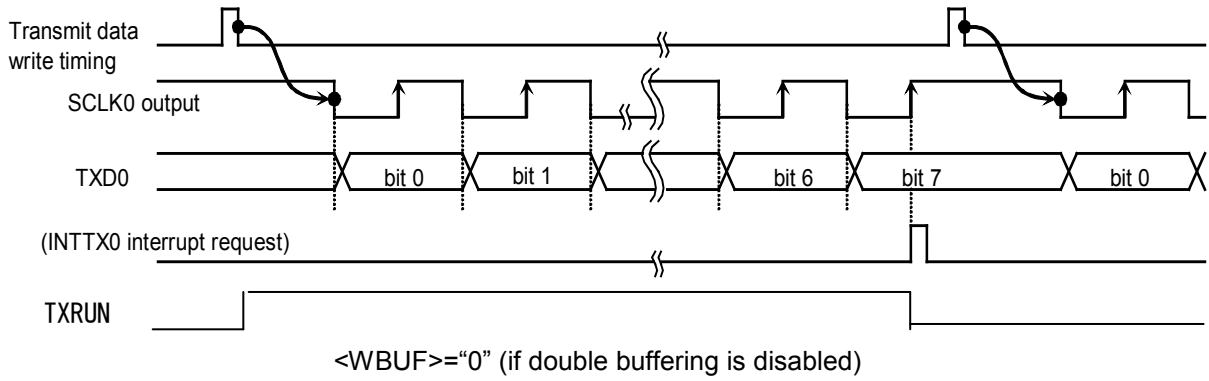 Transmit data
write timing
SCLK0 output
TXD0
bit 0
bit 1
bit 6
bit 7
bit 0
(INTTX0 interrupt request)
TXRUN
<WBUF>=“0” (if double buffering is disabled)